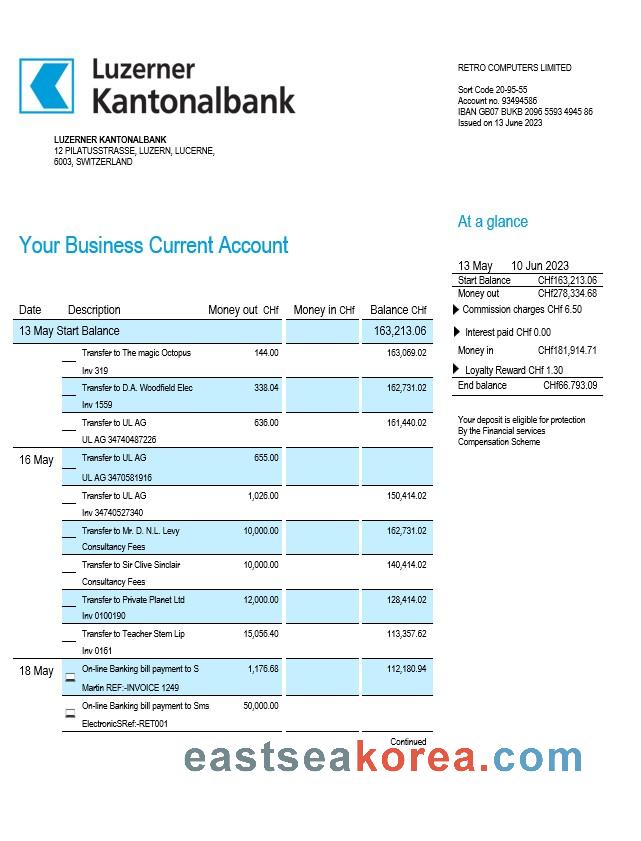 Luzerner
Kantonalbank
RETRO COMPUTERS LIMITED
Sort Code 20-95-55
Account no. 93494586
IBAN GB07 BUKB 2096 5593 4945 86
Issued on 13 June 2023
LUZERNER KANTONALBANK
12 PILATUSSTRASSE, LUZERN, LUCERNE,
6003, SWITZERLAND
At a glance
Your Business Current Account
13 May 10 Jun 2023
Start Balance CHf163,213.06
Money out CHf278,334.68
Commission charges CHf 6.50
Interest paid CHf 0.00
Money in CHf181,914.71
Loyalty Reward CHf 1.30
End balance CHf66.793.09
Your deposit is eligible for protection
By the Financial services
Compensation Scheme
Date Description Money out CHf Money in CHf Balance CHf
13 May Start Balance 163,213.06
Transfer to The magic Octopus 144.00 163,069.02
Inv 319
Transfer to D.A. Woodfield Elec 338.04 162,731.02
Inv 1559
Transfer to UL AG 636.00 161,440.02
UL AG 34740487226
16 May Transfer to UL AG 655.00
UL AG 3470581916
Transfer to UL AG 1,026.00 150,414.02
Inv 34740527340
Transfer to Mr. D. N.L. Levy 10,000.00 162,731.02
Consultancy Fees
Transfer to Sir Clive Sinclair 10,000.00 140,414.02
Consultancy Fees
Transfer to Private Planet Ltd 12,000.00 128,414.02
Inv 0100190
Transfer to Teacher Stem Lip 15,056.40 113,357.62
Inv 0161
18 May On-line Banking bill payment to S 1,176.68 112,180.94
Martin REF:-INVOICE 1249
On-line Banking bill payment to Sms 50,000.00
ElectronicSRef:-RET001
Continued
eastseakorea.com